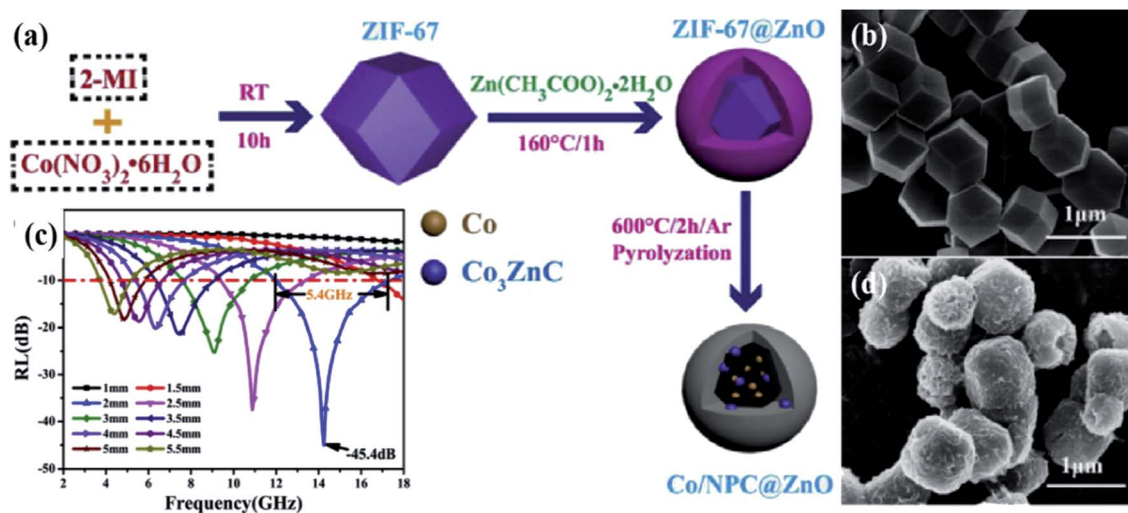 (a)
2-MI
+
Co(NO₃)₂•6H₂O
RT
10h
ZIF-67
Zn(CH₃COO)₂•2H₂O
160°C/1h
ZIF-67@ZnO
600°C/2h/Ar
Pyrolyzation
Co/NPC@ZnO
Co
Co₃ZnC
(b)
1μm
(c)
RL(dB)
-10
-20
-30
-40
-50
5.4GHz
-45.4dB
1mm 1.5mm
2mm 2.5mm
3mm 3.5mm
4mm 4.5mm
5mm 5.5mm
2 4 6 8 10 12 14 16 18
Frequency(GHz)
(d)
1μm